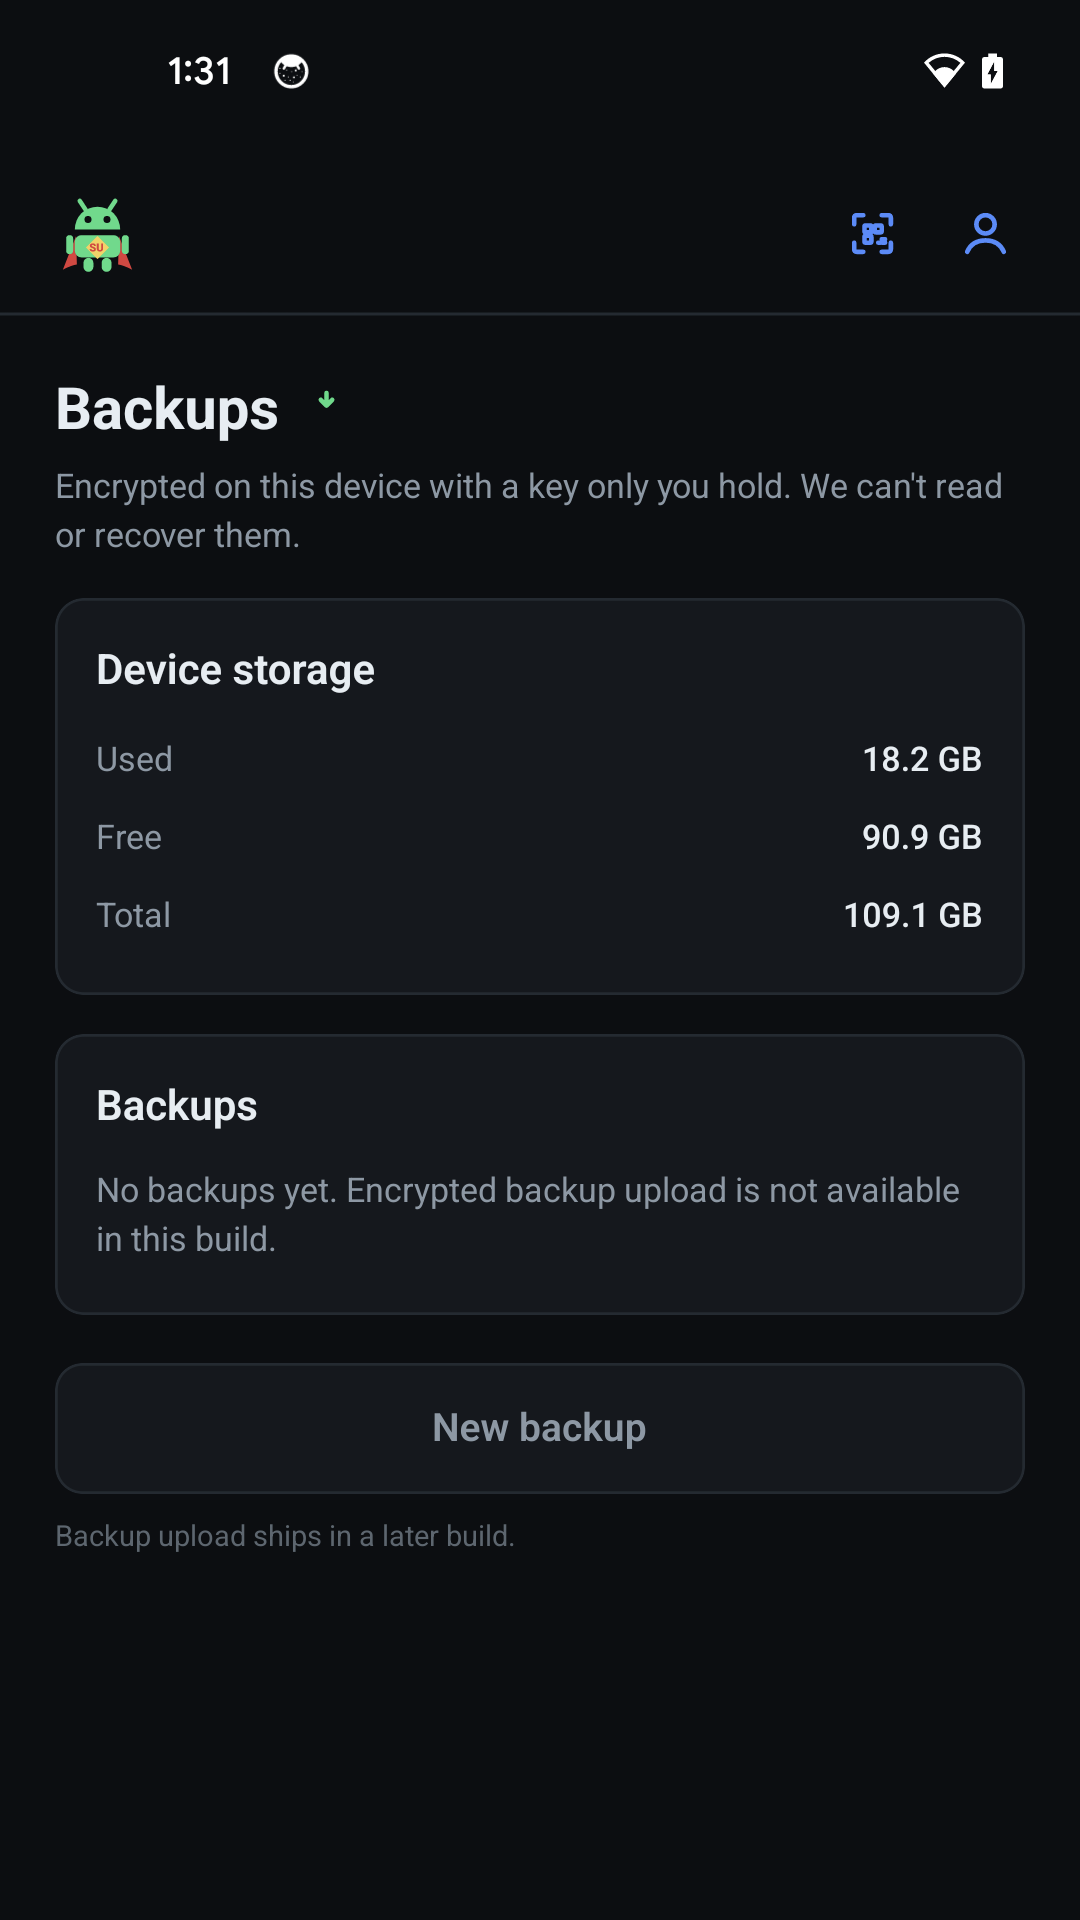 1:31
SU
Backups
Encrypted on this device with a key only you hold. We can't read
or recover them.
Device storage
Used 18.2 GB
Free 90.9 GB
Total 109.1 GB
Backups
No backups yet. Encrypted backup upload is not available
in this build.
New backup
Backup upload ships in a later build.